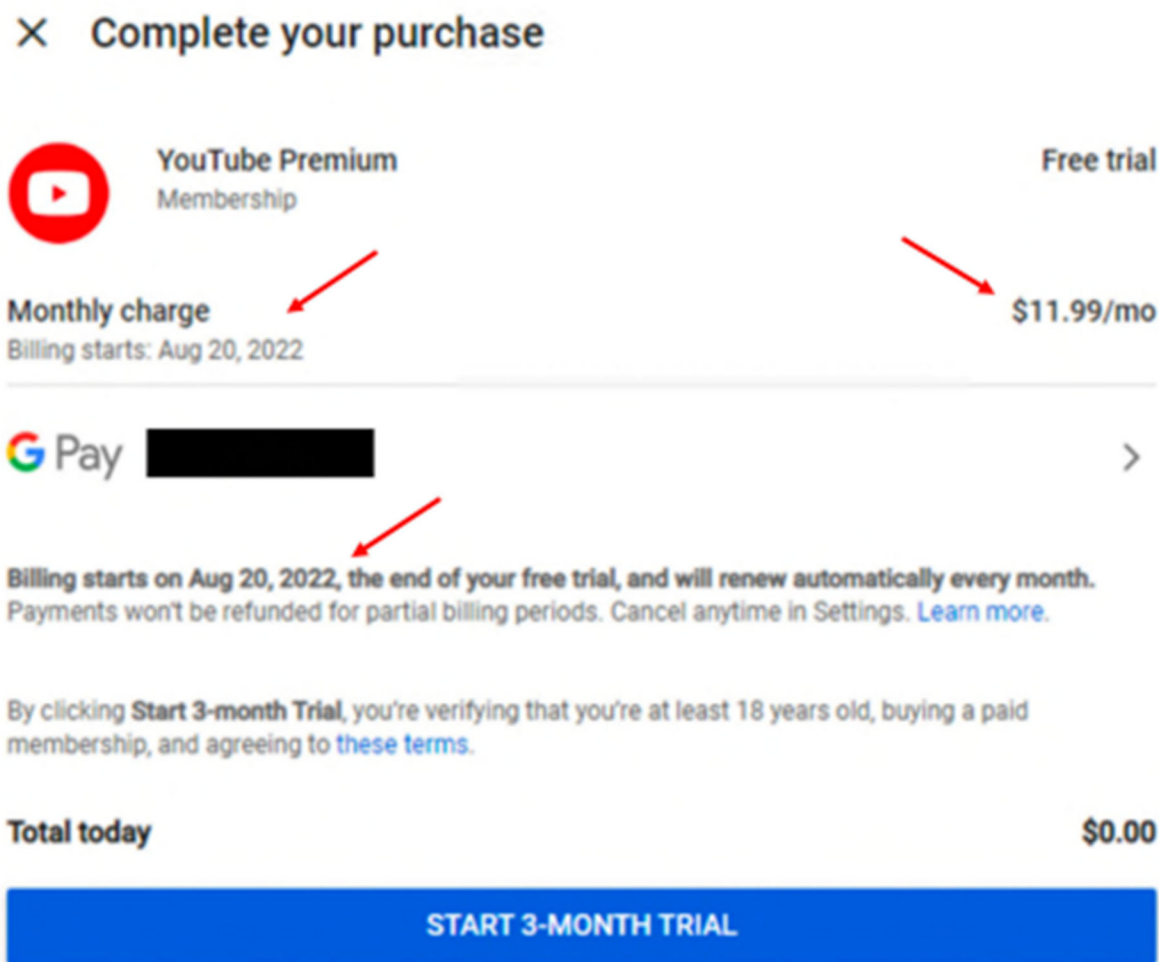 Complete your purchase
YouTube Premium
Free trial
Membership
Monthly charge
$11.99/mo
Billing starts: Aug 20, 2022
G Pay
Billing starts on Aug 20, 2022, the end of your free trial, and will renew automatically every month.
Payments won't be refunded for partial billing periods. Cancel anytime in Settings. Learn more.
By clicking Start 3-month Trial, you're verifying that you're at least 18 years old, buying a paid
membership, and agreeing to these terms.
Total today
$0.00
START 3-MONTH TRIAL